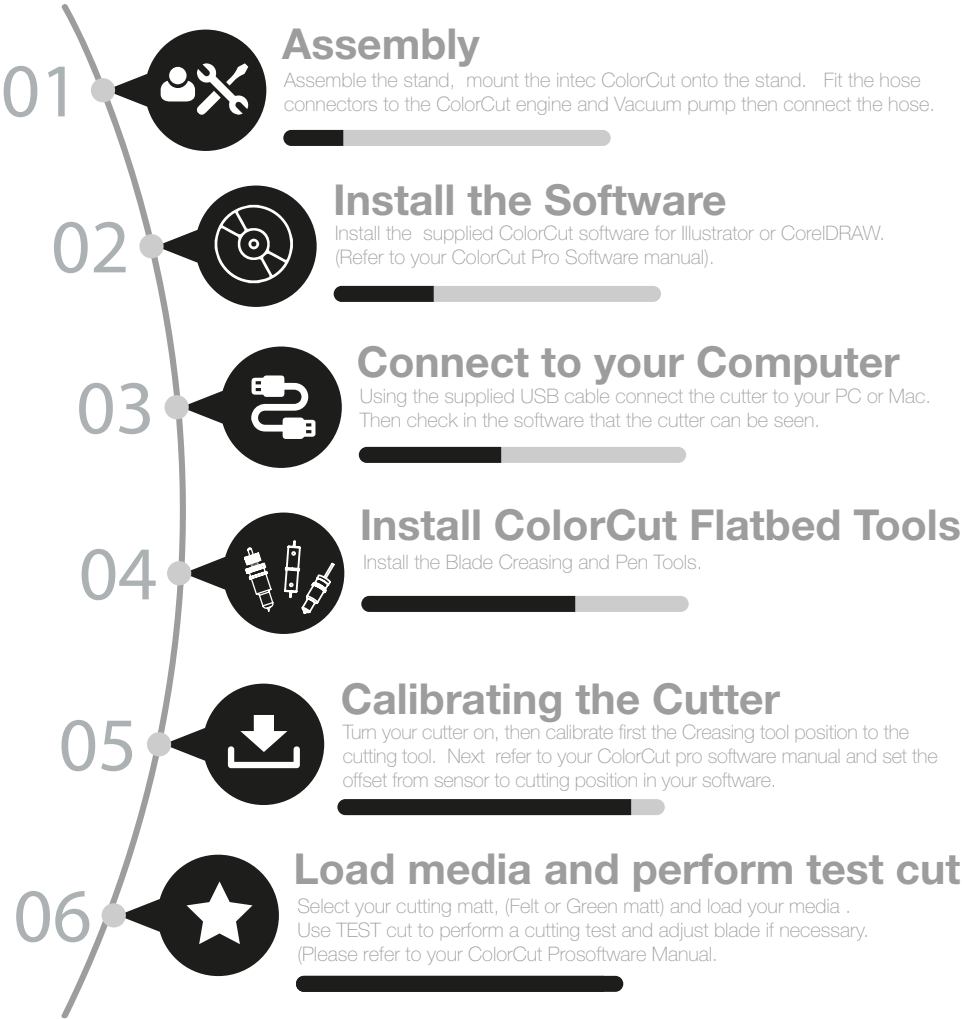 01
Assembly
Assemble the stand, mount the intec ColorCut onto the stand. Fit the hose
connectors to the ColorCut engine and Vacuum pump then connect the hose.
02
Install the Software
Install the supplied ColorCut software for Illustrator or CorelDRAW.
(Refer to your ColorCut Pro Software manual).
03
Connect to your Computer
Using the supplied USB cable connect the cutter to your PC or Mac.
Then check in the software that the cutter can be seen.
04
Install ColorCut Flatbed Tools
Install the Blade Creasing and Pen Tools.
05
Calibrating the Cutter
Turn your cutter on, then calibrate first the Creasing tool position to the
cutting tool. Next refer to your ColorCut pro software manual and set the
offset from sensor to cutting position in your software.
06
Load media and perform test cut
Select your cutting matt, (Felt or Green matt) and load your media .
Use TEST cut to perform a cutting test and adjust blade if necessary.
(Please refer to your ColorCut Prosoftware Manual.